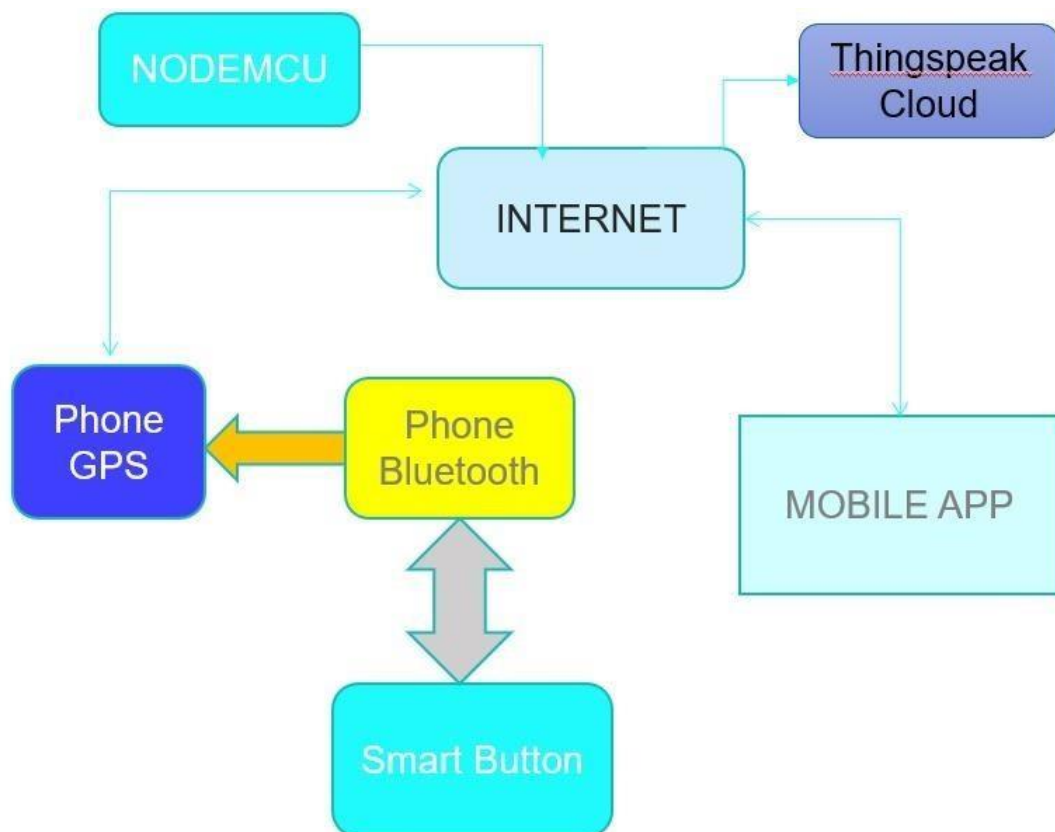 NODEMCU
Thingspeak
Cloud
INTERNET
Phone
GPS
Phone
Bluetooth
MOBILE APP
Smart Button